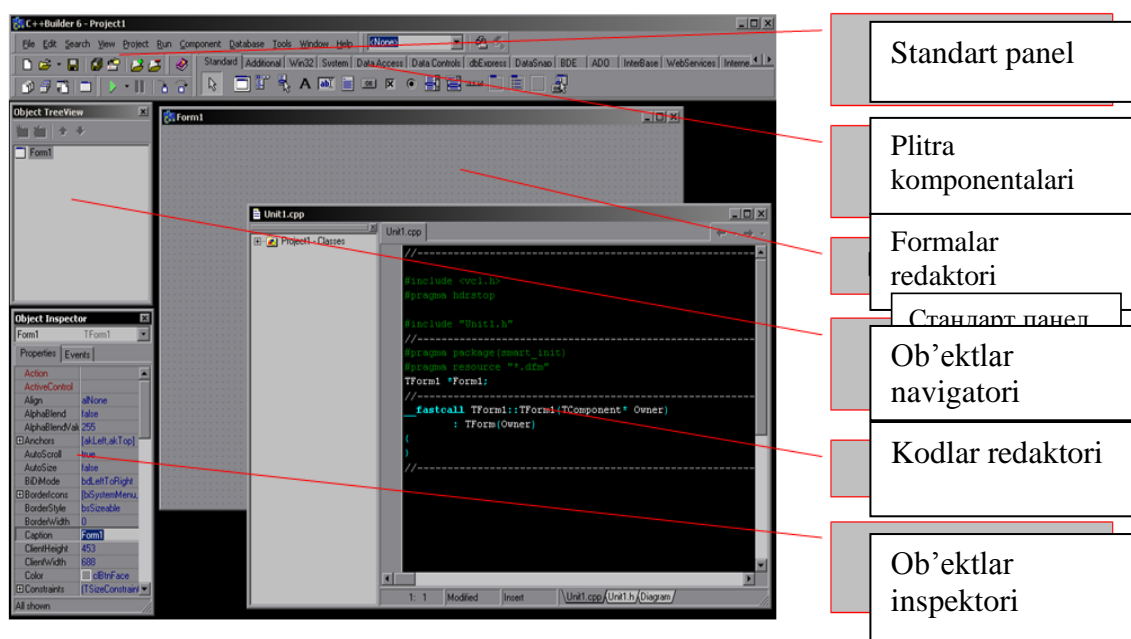 C++Builder 6 - Project1
File Edit Search View Project Run Component Database Tools Window Help <None>
Standard Additional Win32 System Data Access Data Controls dbExpress DataSnap BDE ADO InterBase WebServices Interne
Object TreeView
Form1
Form1
Unit1.cpp
Project1 - Classes
Unit1.cpp
//-----------------------------------------------------------
#include <vcl.h>
#pragma hdrstop
#include "Unit1.h"
//-----------------------------------------------------------
#pragma package(smart_init)
#pragma resource "*.dfm"
TForm1 *Form1;
//-----------------------------------------------------------
__fastcall TForm1::TForm1(TComponent* Owner)
: TForm(Owner)
{
}
//-----------------------------------------------------------
1: 1 Modified Insert Unit1.cpp Unit1.h Diagram
Object Inspector
Form1 TForm1
Properties Events
Action
ActiveControl
Align alNone
AlphaBlend false
AlphaBlendVal 255
Anchors [akLeft,akTop]
AutoScroll true
AutoSize false
BiDiMode bdLeftToRight
BorderIcons [biSystemMenu,
BorderStyle bsSizeable
BorderWidth 0
Caption Form1
ClientHeight 453
ClientWidth 688
Color clBtnFace
Constraints (TSizeConstraint
All shown
Standart panel
Plitra
komponentalari
Formalar
redaktori
Стандарт панел
Ob’ektlar
navigatori
Kodlar redaktori
Ob’ektlar
inspektori